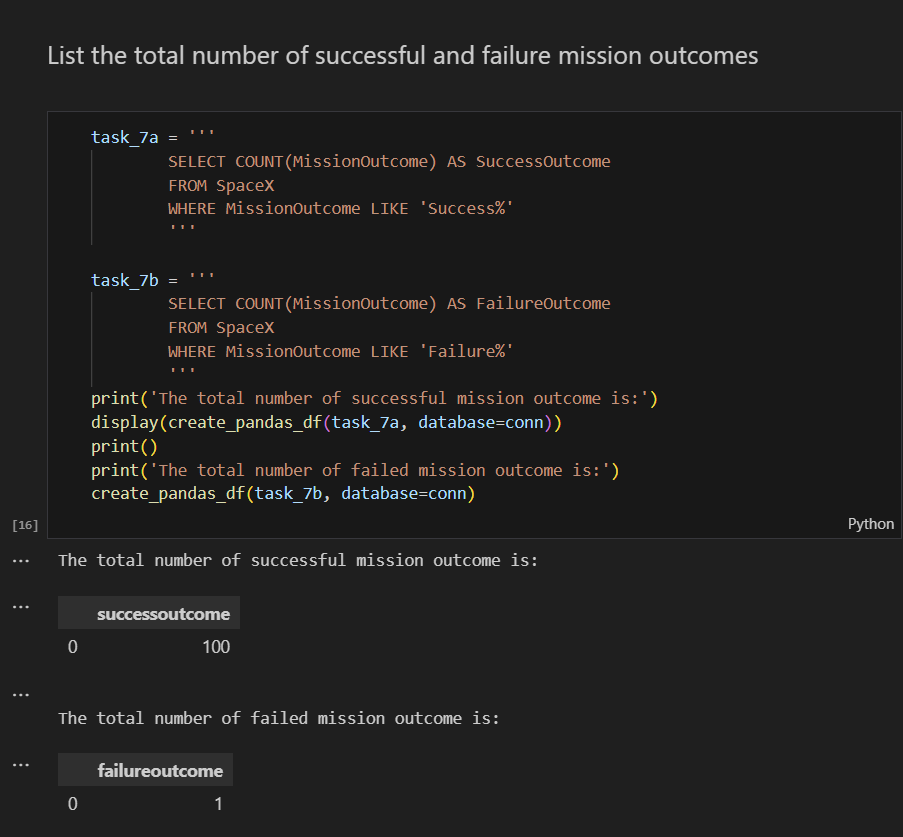 List the total number of successful and failure mission outcomes
task_7a = '''
SELECT COUNT(MissionOutcome) AS SuccessOutcome
FROM SpaceX
WHERE MissionOutcome LIKE 'Success%'
'''
task_7b = '''
SELECT COUNT(MissionOutcome) AS FailureOutcome
FROM SpaceX
WHERE MissionOutcome LIKE 'Failure%'
'''
print('The total number of successful mission outcome is:')
display(create_pandas_df(task_7a, database=conn))
print()
print('The total number of failed mission outcome is:')
create_pandas_df(task_7b, database=conn)
[16] Python
... The total number of successful mission outcome is:
... successoutcome
0 100
...
The total number of failed mission outcome is:
... failureoutcome
0 1